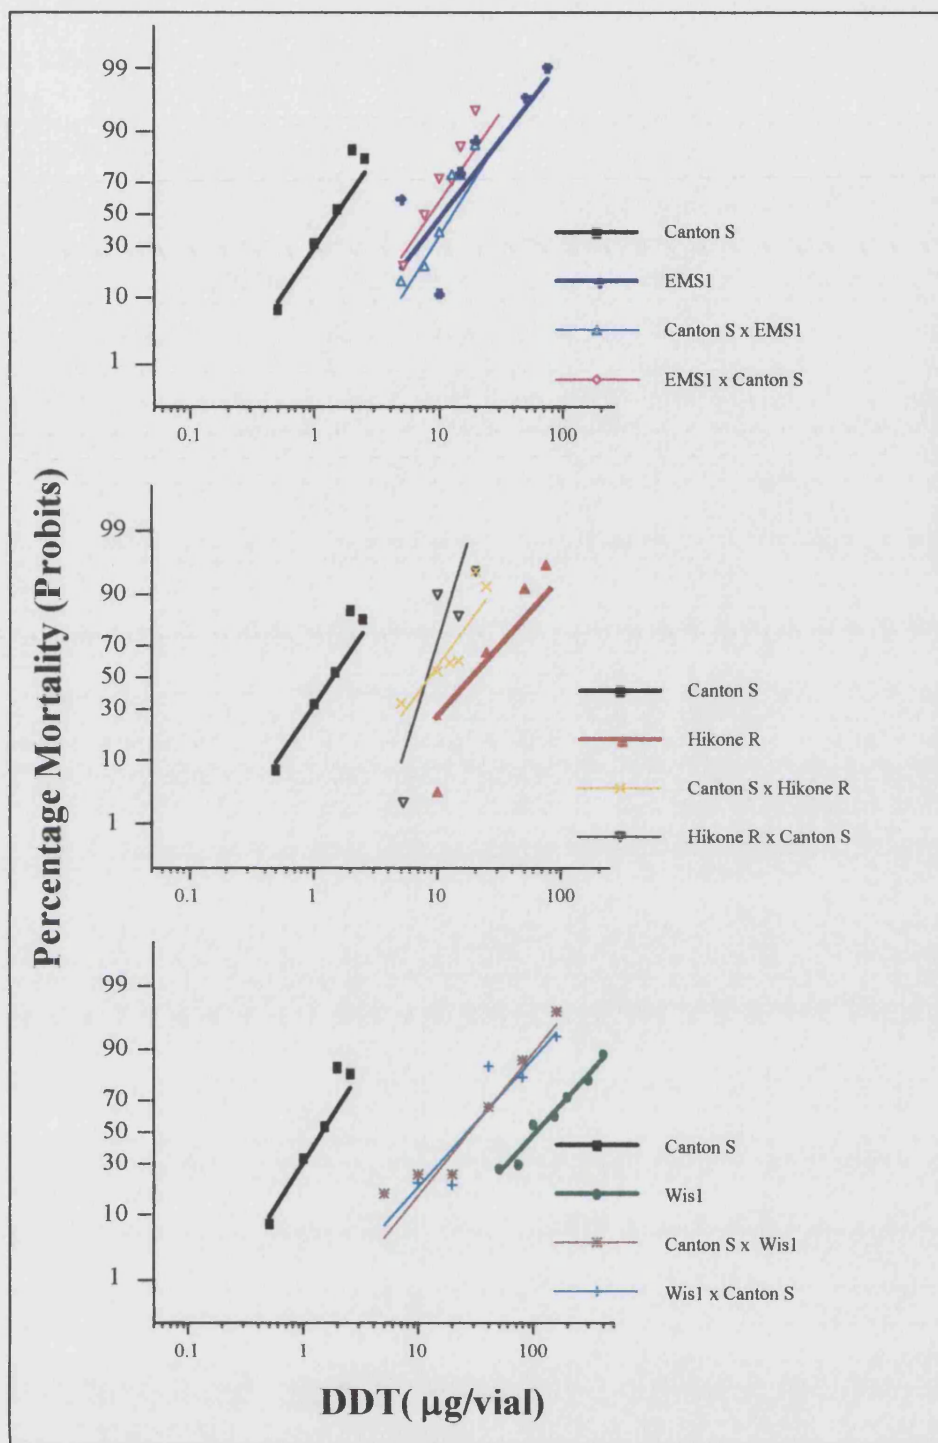 Percentage Mortality (Probits)
99
90
70
50
30
10
1
0.1 1 10 100
Canton S
EMS1
Canton S x EMS1
EMS1 x Canton S
99
90
70
50
30
10
1
0.1 1 10 100
Canton S
Hikone R
Canton S x Hikone R
Hikone R x Canton S
99
90
70
50
30
10
1
0.1 1 10 100
Canton S
Wis1
Canton S x Wis1
Wis1 x Canton S
DDT( µg/vial)